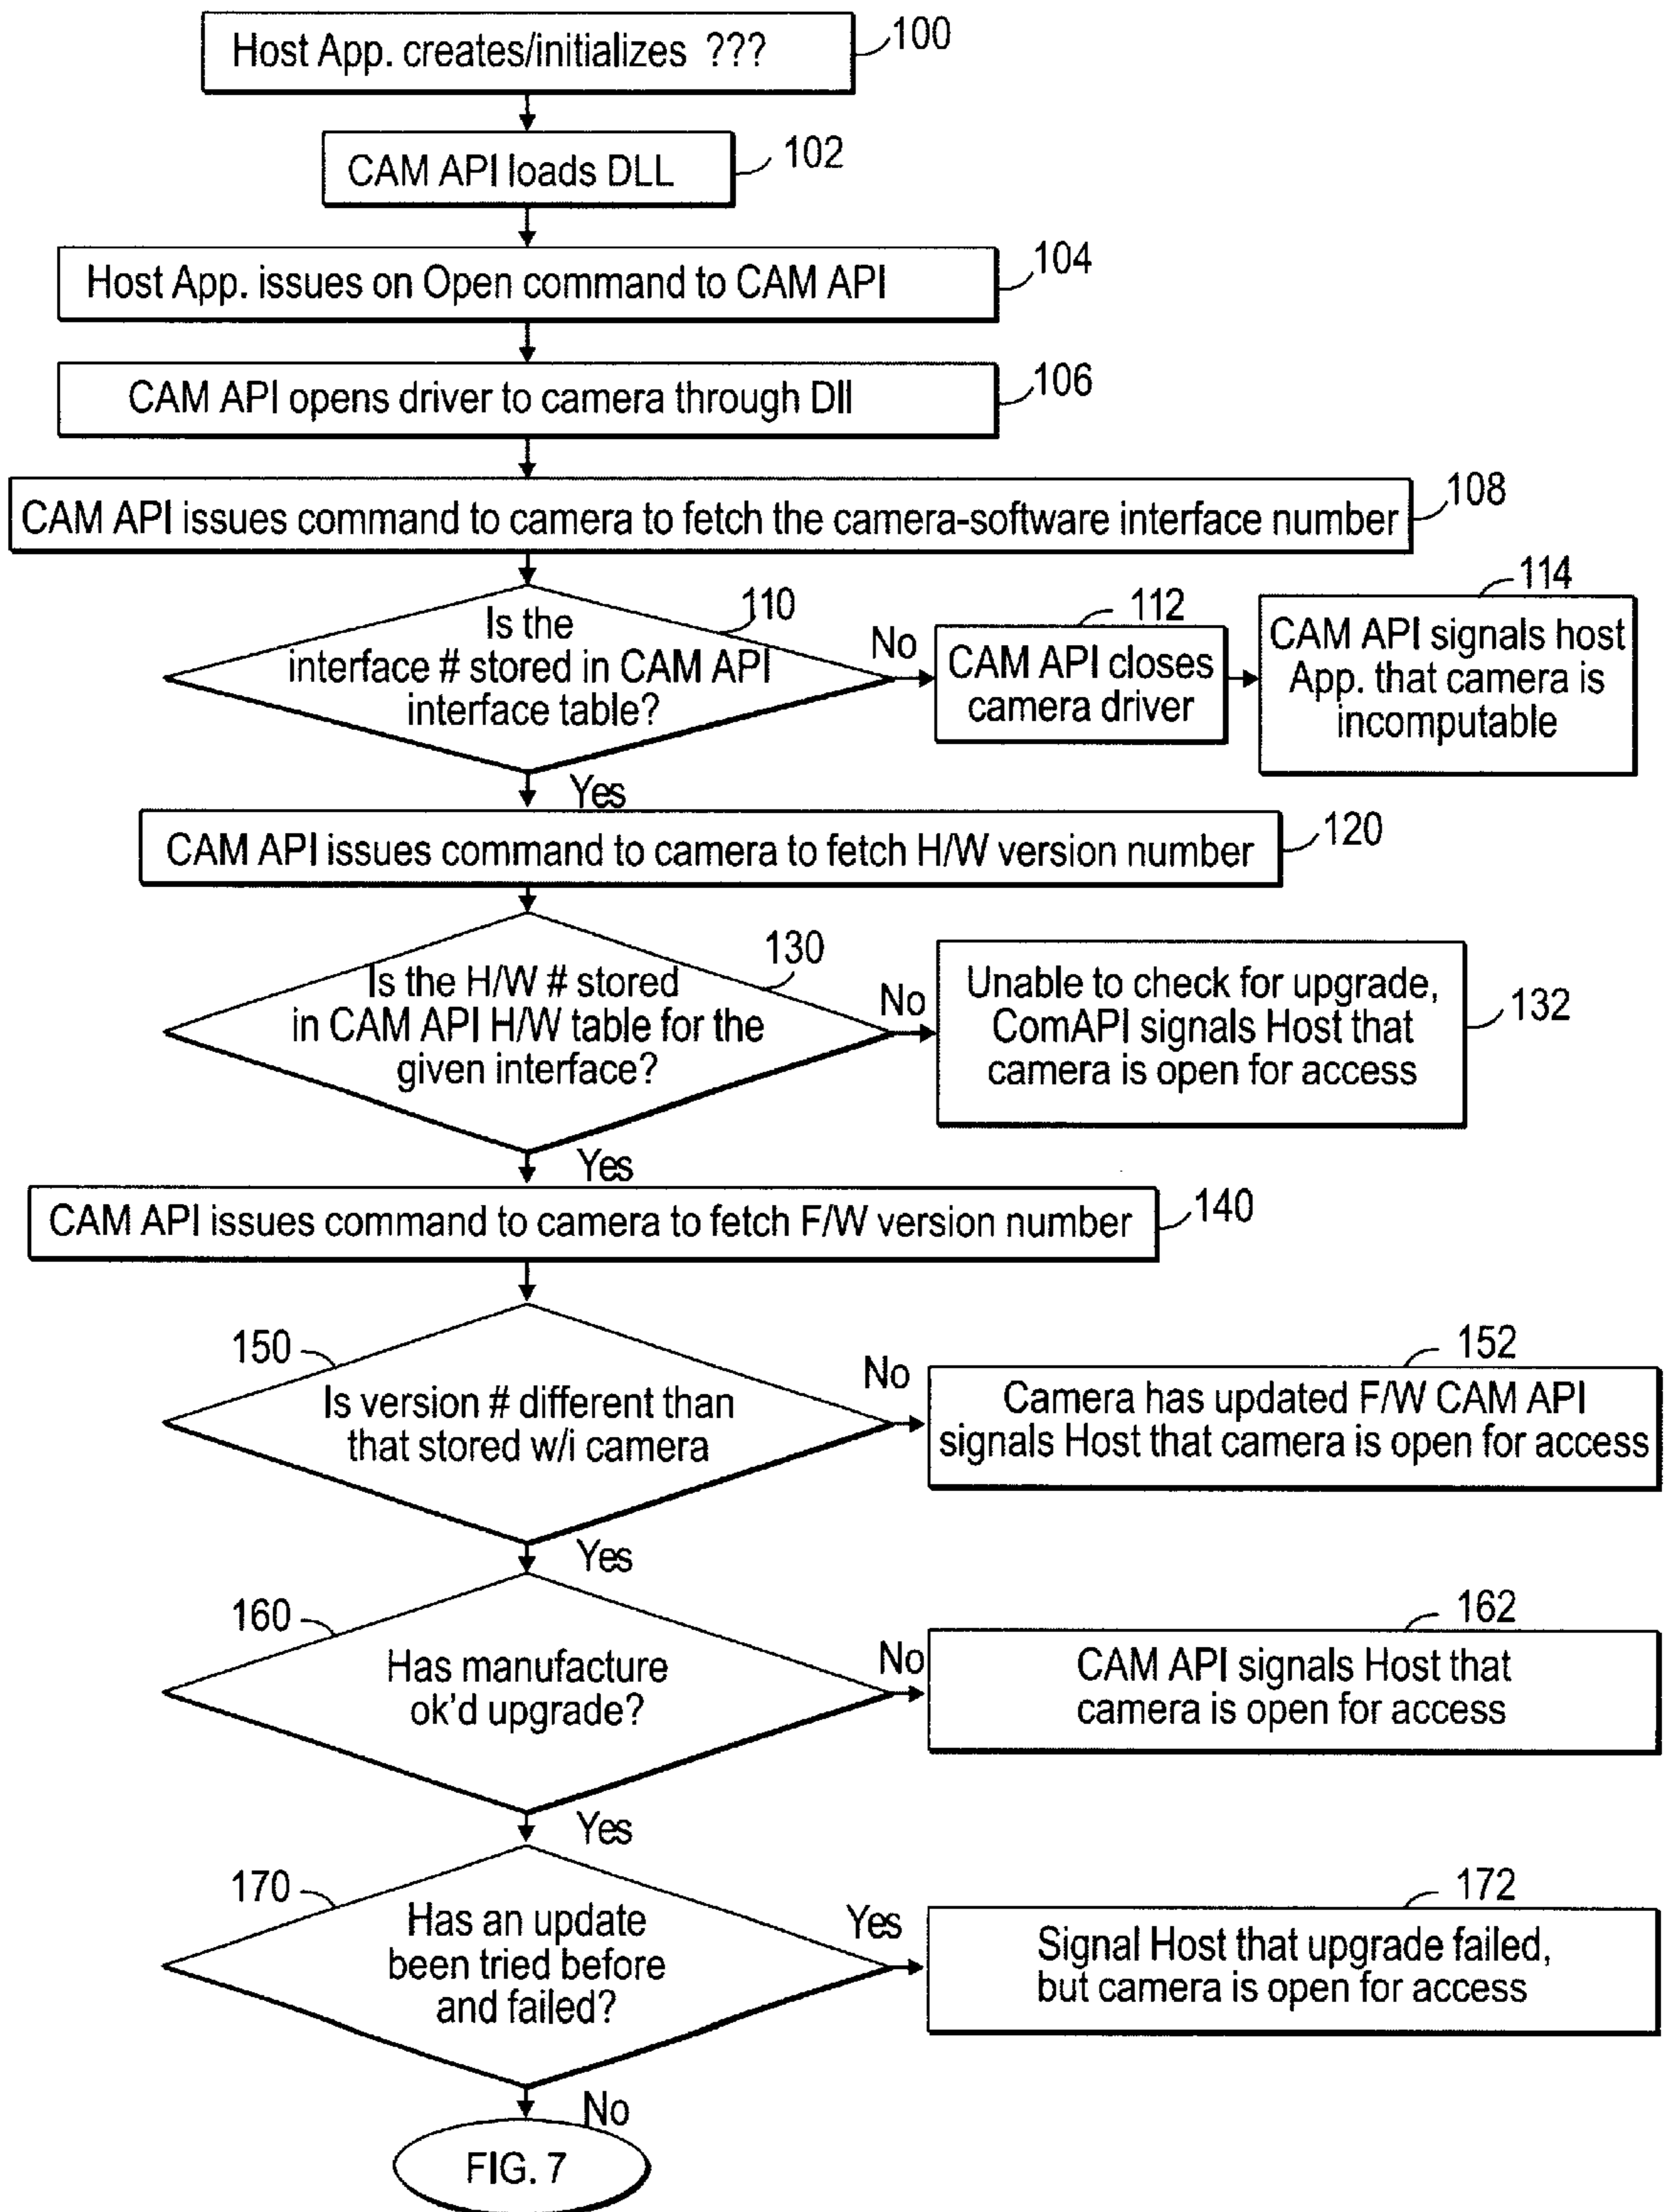 Host App. creates/initializes ???
100
CAM API loads DLL
102
Host App. issues on Open command to CAM API
104
CAM API opens driver to camera through Dll
106
CAM API issues command to camera to fetch the camera-software interface number
108
Is the
interface # stored in CAM API
interface table?
110
No
CAM API closes
camera driver
112
CAM API signals host
App. that camera is
incomputable
114
Yes
CAM API issues command to camera to fetch H/W version number
120
Is the H/W # stored
in CAM API H/W table for the
given interface?
130
No
Unable to check for upgrade,
ComAPI signals Host that
camera is open for access
132
Yes
CAM API issues command to camera to fetch F/W version number
140
150
Is version # different than
that stored w/i camera
No
152
Camera has updated F/W CAM API
signals Host that camera is open for access
Yes
160
Has manufacture
ok'd upgrade?
No
162
CAM API signals Host that
camera is open for access
Yes
170
Has an update
been tried before
and failed?
Yes
172
Signal Host that upgrade failed,
but camera is open for access
No
FIG. 7